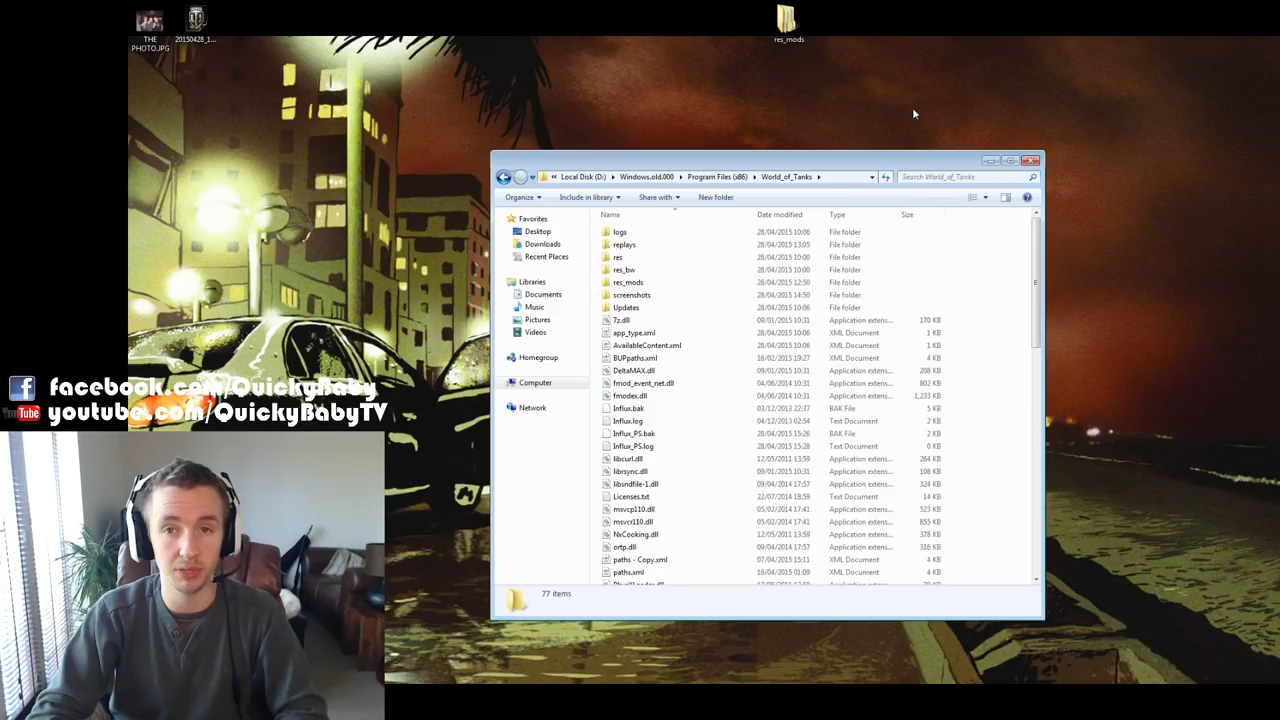 THE
PHOTO.JPG
20150428_1...
res_mods
Local Disk (D:)
Windows.old.000
Program Files (x86)
World_of_Tanks
Search World_of_Tanks
Organize
Include in library
Share with
New folder
Favorites
Desktop
Downloads
Recent Places
Libraries
Documents
Music
Pictures
Videos
Homegroup
Computer
Network
Name Date modified Type Size
logs 28/04/2015 10:06 File folder
replays 28/04/2015 13:05 File folder
res 28/04/2015 10:00 File folder
res_bw 28/04/2015 10:00 File folder
res_mods 28/04/2015 12:50 File folder
screenshots 28/04/2015 14:50 File folder
Updates 28/04/2015 10:06 File folder
7z.dll 09/01/2015 10:31 Application extens... 170 KB
app_type.xml 28/04/2015 10:06 XML Document 1 KB
AvailableContent.xml 28/04/2015 10:06 XML Document 1 KB
BUPpaths.xml 16/02/2015 19:27 XML Document 4 KB
DeltaMAX.dll 09/01/2015 10:31 Application extens... 208 KB
fmod_event_net.dll 04/06/2014 10:31 Application extens... 802 KB
fmodex.dll 04/06/2014 10:31 Application extens... 1,233 KB
Influx.bak 03/12/2013 22:37 BAK File 5 KB
Influx.log 04/12/2013 02:54 Text Document 2 KB
Influx_PS.bak 28/04/2015 15:26 BAK File 2 KB
Influx_PS.log 28/04/2015 15:28 Text Document 0 KB
libcurl.dll 12/05/2011 13:59 Application extens... 264 KB
librsync.dll 09/01/2015 10:31 Application extens... 108 KB
libsndfile-1.dll 09/04/2014 17:57 Application extens... 324 KB
Licenses.txt 22/07/2014 18:59 Text Document 14 KB
msvcp110.dll 05/02/2014 17:41 Application extens... 523 KB
msvcr110.dll 05/02/2014 17:41 Application extens... 855 KB
NxCooking.dll 12/05/2011 13:59 Application extens... 378 KB
ortp.dll 09/04/2014 17:57 Application extens... 316 KB
paths - Copy.xml 07/04/2015 15:11 XML Document 4 KB
paths.xml 16/04/2015 01:09 XML Document 4 KB
77 items
facebook.com/QuickyBaby
YouTube youtube.com/QuickyBabyTV